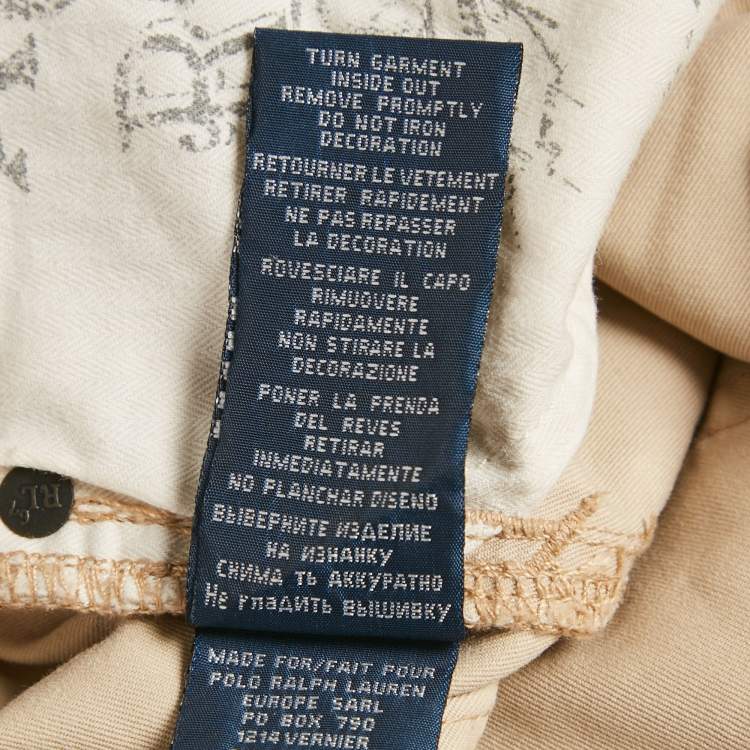 TURN GARMENT
INSIDE OUT
REMOVE PROMPTLY
DO NOT IRON
DECORATION
RETOURNER LE VETEMENT
RETIRER RAPIDEMENT
NE PAS REPASSER
LA DECORATION
ROVESCIARE IL CAPO
RIMUOVERE
RAPIDAMENTE
NON STIRARE LA
DECORAZIONE
PONER LA PRENDA
DEL REVES
RETIRAR
INMEDIATAMENTE
NO PLANCHAR DISENO
ВЫВЕРНИТЕ ИЗДЕЛИЕ
НА ИЗНАНКУ
СНИМА ТЬ АККУРАТНО
Не гладить ВЫШИВКУ
MADE FOR/FAIT POUR
POLO RALPH LAUREN
EUROPE SARL
PO BOX 790
1214 VERNIER
RL